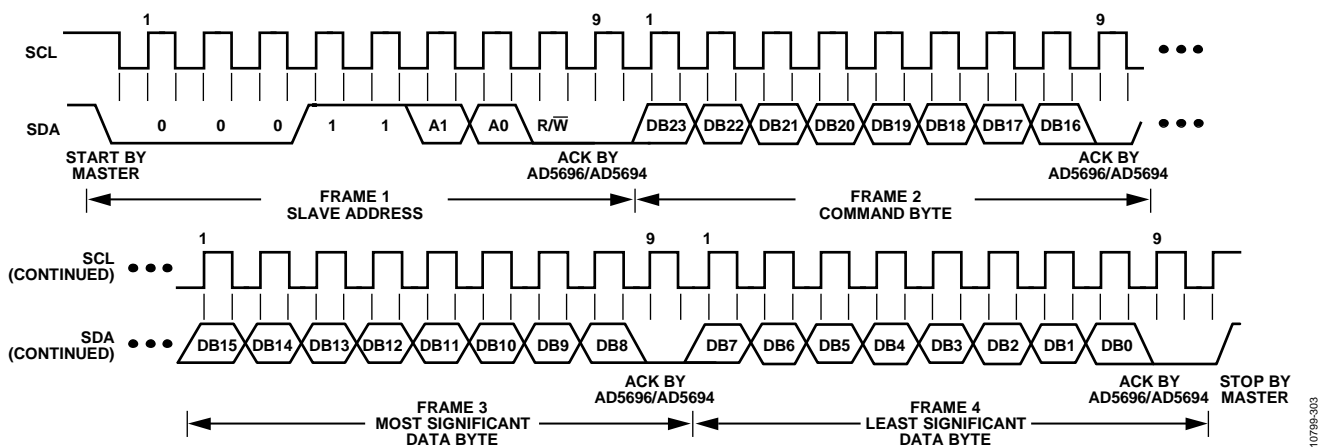 1 9 1 9
SCL
SDA 0 0 0 1 1 A1 A0 R/W̅ DB23 DB22 DB21 DB20 DB19 DB18 DB17 DB16
START BY
MASTER
ACK BY
AD5696/AD5694
ACK BY
AD5696/AD5694
FRAME 1
SLAVE ADDRESS
FRAME 2
COMMAND BYTE
1 9 1 9
SCL
(CONTINUED)
SDA
(CONTINUED)
DB15 DB14 DB13 DB12 DB11 DB10 DB9 DB8 DB7 DB6 DB5 DB4 DB3 DB2 DB1 DB0
ACK BY
AD5696/AD5694
ACK BY
AD5696/AD5694
STOP BY
MASTER
FRAME 3
MOST SIGNIFICANT
DATA BYTE
FRAME 4
LEAST SIGNIFICANT
DATA BYTE
10799-303